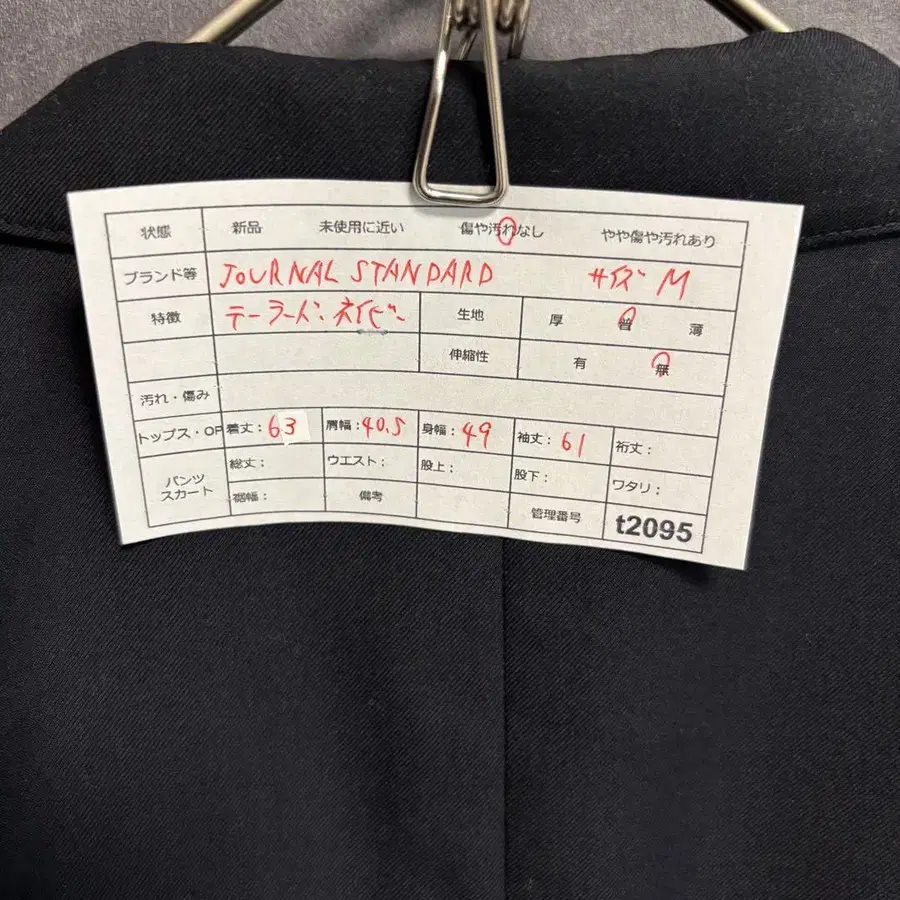 状態 新品 未使用に近い 傷や汚れなし やや傷や汚れあり
ブランド等 JOURNAL STANDARD サイズ M
特徴 テーラード:ネイビー 生地 厚 普 薄
伸縮性 有 無
汚れ・傷み
トップス・OP 着丈: 63 肩幅: 40.5 身幅: 49 袖丈: 61 裄丈:
パンツ スカート 総丈: ウエスト: 股上: 股下: ワタリ:
裾幅: 備考 管理番号 t2095